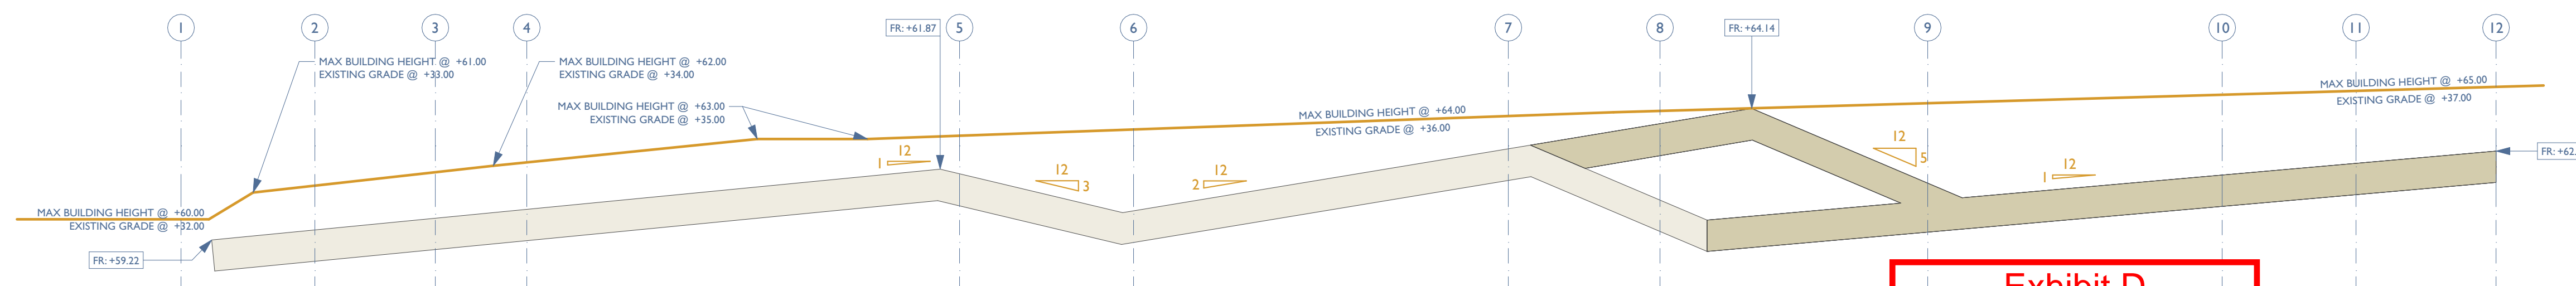 1 2 3 4 FR: +61.87 5 6 7 8 FR: +64.14 9 10 11 12
MAX BUILDING HEIGHT @ +61.00
EXISTING GRADE @ +33.00
MAX BUILDING HEIGHT @ +62.00
EXISTING GRADE @ +34.00
MAX BUILDING HEIGHT @ +63.00
EXISTING GRADE @ +35.00
MAX BUILDING HEIGHT @ +64.00
EXISTING GRADE @ +36.00
MAX BUILDING HEIGHT @ +65.00
EXISTING GRADE @ +37.00
12
1
12
3
12
2
12
5
12
1
FR: +62.
MAX BUILDING HEIGHT @ +60.00
EXISTING GRADE @ +32.00
FR: +59.22
Exhibit D